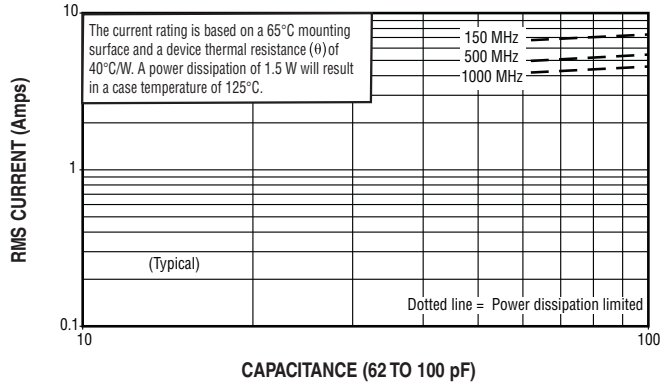 10
The current rating is based on a 65°C mounting
surface and a device thermal resistance (θ) of
40°C/W. A power dissipation of 1.5 W will result
in a case temperature of 125°C.
150 MHz
500 MHz
1000 MHz
RMS CURRENT (Amps)
1
(Typical)
Dotted line = Power dissipation limited
0.1
10
100
CAPACITANCE (62 TO 100 pF)